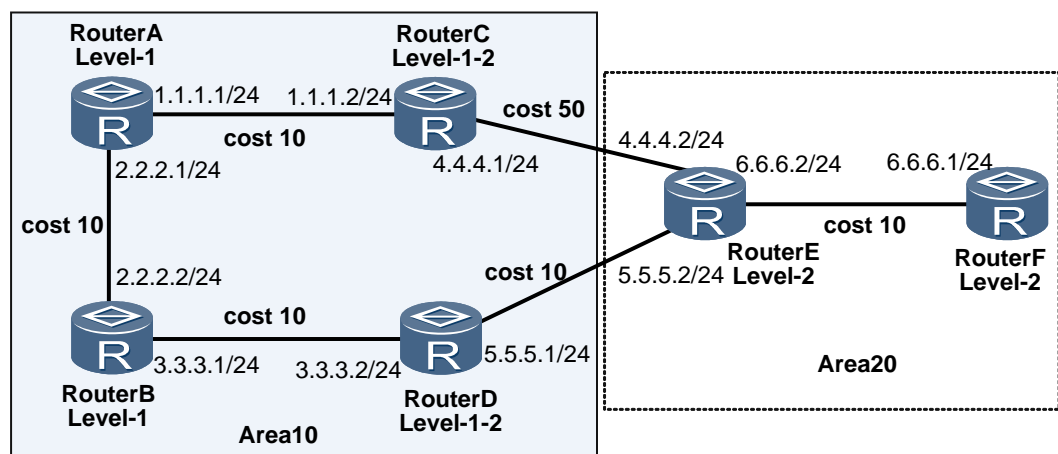 RouterA
Level-1
RouterC
Level-1-2
1.1.1.1/24
1.1.1.2/24
cost 10
cost 50
4.4.4.2/24
2.2.2.1/24
4.4.4.1/24
6.6.6.2/24
6.6.6.1/24
R
R
R
R
cost 10
cost 10
RouterE
Level-2
RouterF
Level-2
2.2.2.2/24
cost 10
5.5.5.2/24
cost 10
R
R
3.3.3.1/24
3.3.3.2/24
5.5.5.1/24
RouterB
Level-1
RouterD
Level-1-2
Area20
Area10